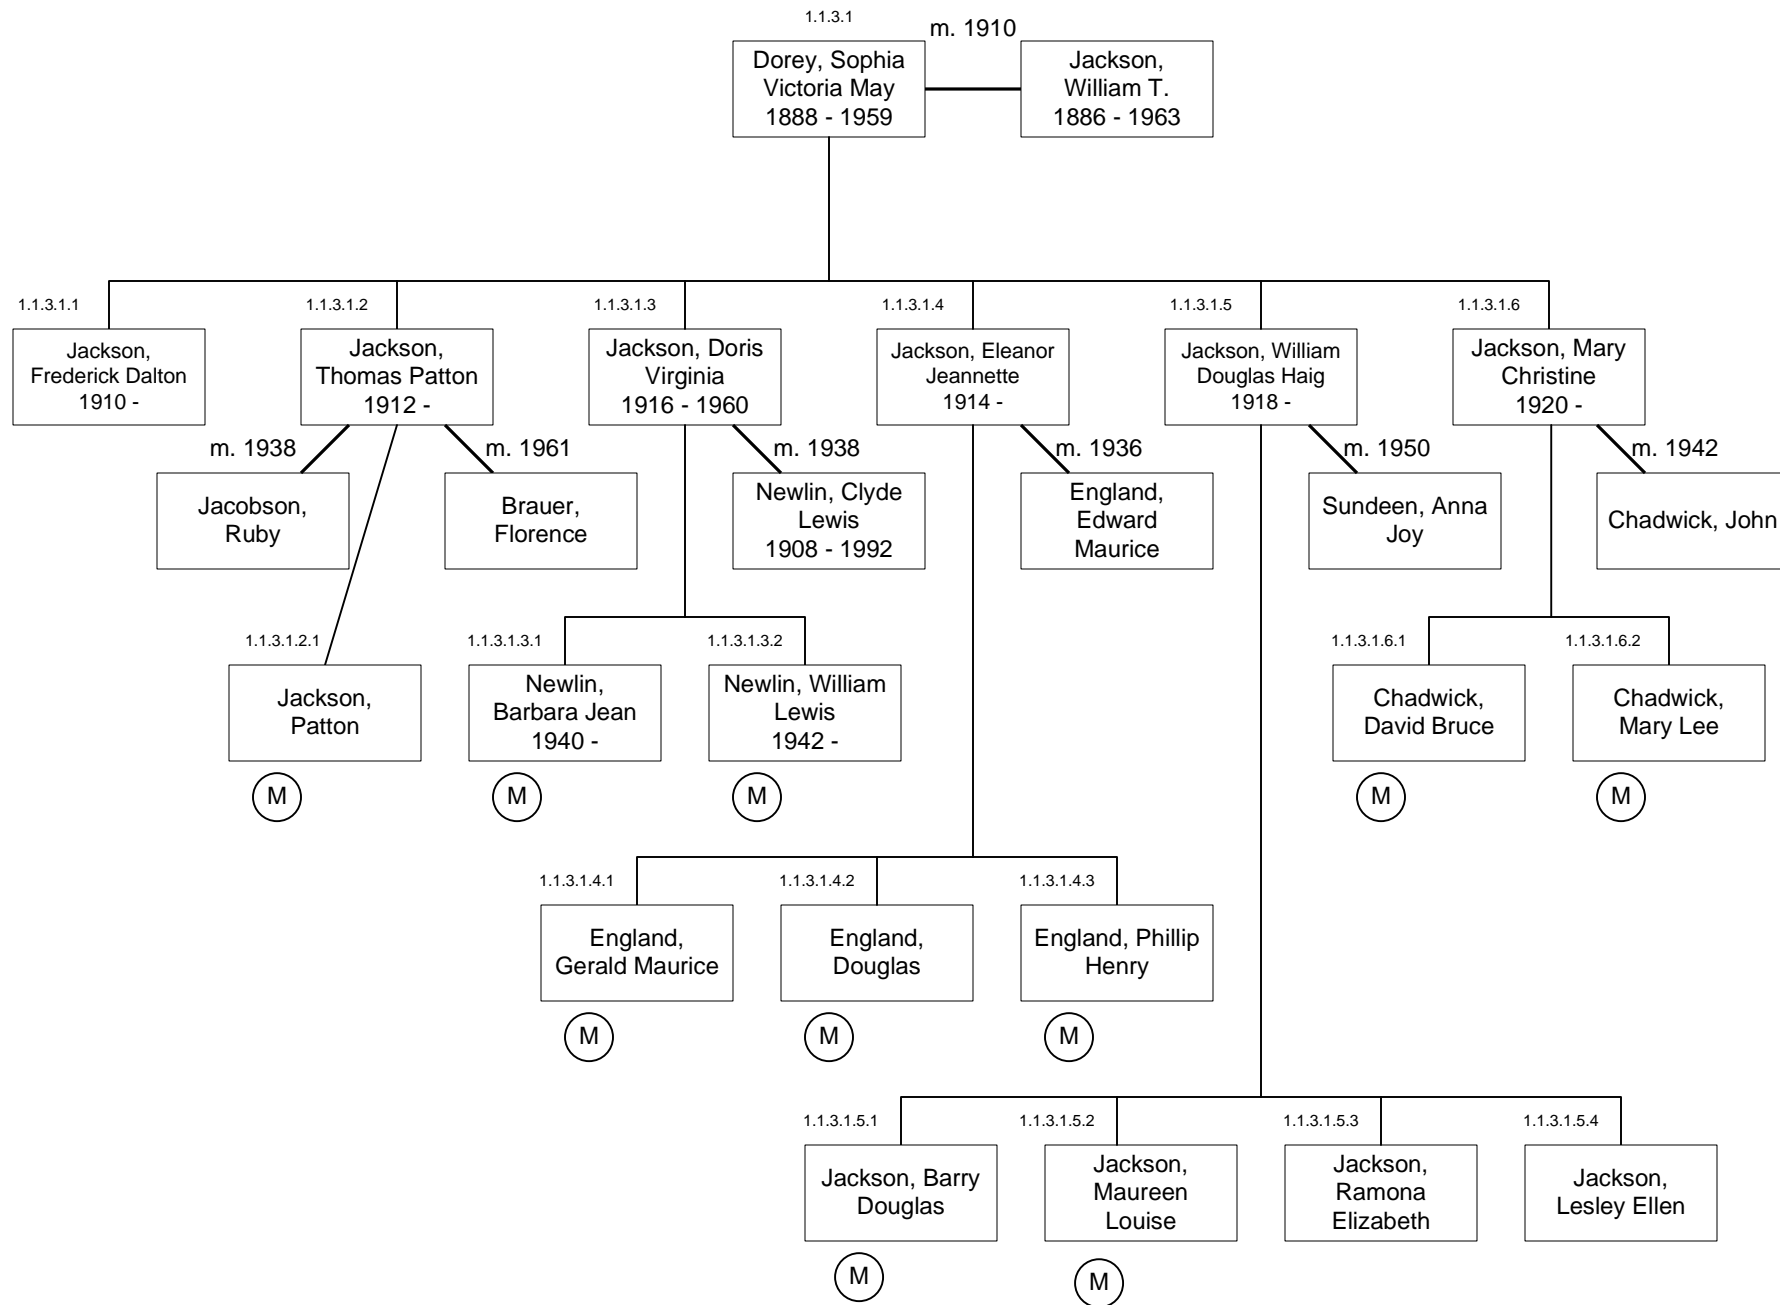 1.1.3.1
m. 1910
Dorey, Sophia
Victoria May
1888 - 1959
Jackson,
William T.
1886 - 1963
1.1.3.1.1
Jackson,
Frederick Dalton
1910 -
1.1.3.1.2
Jackson,
Thomas Patton
1912 -
1.1.3.1.3
Jackson, Doris
Virginia
1916 - 1960
1.1.3.1.4
Jackson, Eleanor
Jeannette
1914 -
1.1.3.1.5
Jackson, William
Douglas Haig
1918 -
1.1.3.1.6
Jackson, Mary
Christine
1920 -
m. 1938
Jacobson,
Ruby
m. 1961
Brauer,
Florence
m. 1938
Newlin, Clyde
Lewis
1908 - 1992
m. 1936
England,
Edward
Maurice
m. 1950
Sundeen, Anna
Joy
m. 1942
Chadwick, John
1.1.3.1.2.1
Jackson,
Patton
M
1.1.3.1.3.1
Newlin,
Barbara Jean
1940 -
M
1.1.3.1.3.2
Newlin, William
Lewis
1942 -
M
1.1.3.1.6.1
Chadwick,
David Bruce
M
1.1.3.1.6.2
Chadwick,
Mary Lee
M
1.1.3.1.4.1
England,
Gerald Maurice
M
1.1.3.1.4.2
England,
Douglas
M
1.1.3.1.4.3
England, Phillip
Henry
M
1.1.3.1.5.1
Jackson, Barry
Douglas
M
1.1.3.1.5.2
Jackson,
Maureen
Louise
M
1.1.3.1.5.3
Jackson,
Ramona
Elizabeth
1.1.3.1.5.4
Jackson,
Lesley Ellen